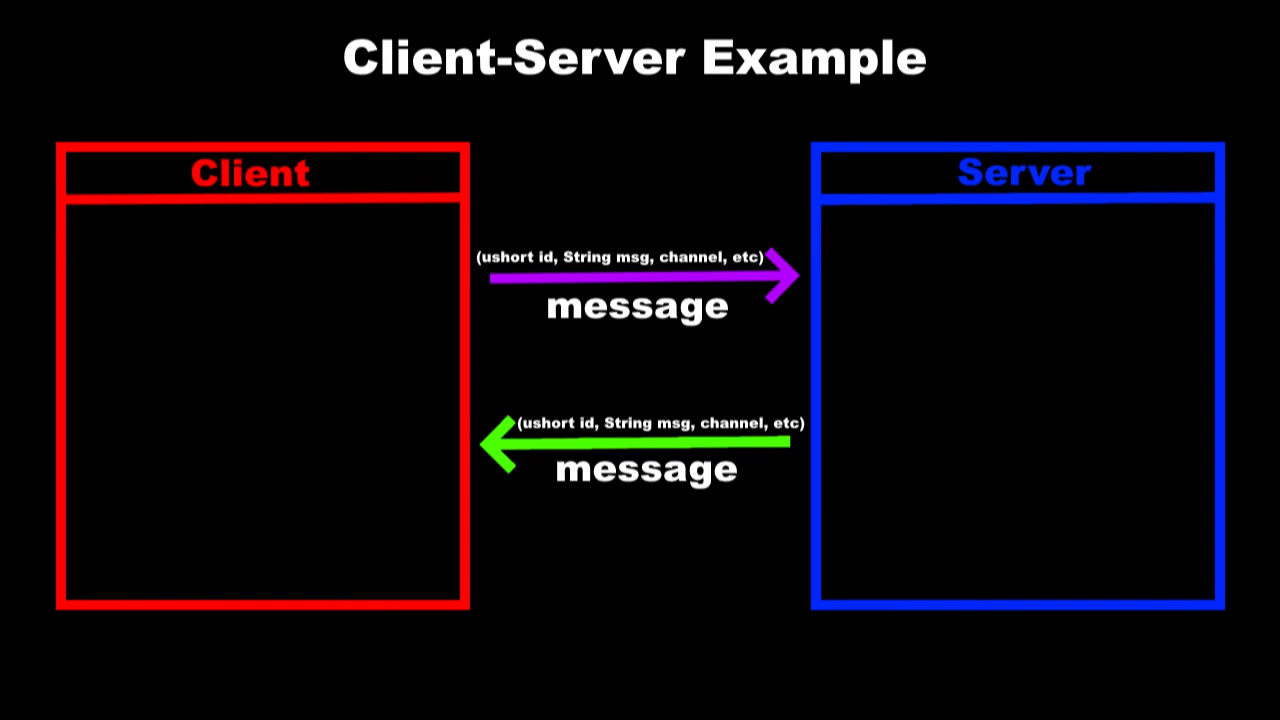 Client-Server Example
Client
Server
(ushort id, String msg, channel, etc)
message
(ushort id, String msg, channel, etc)
message